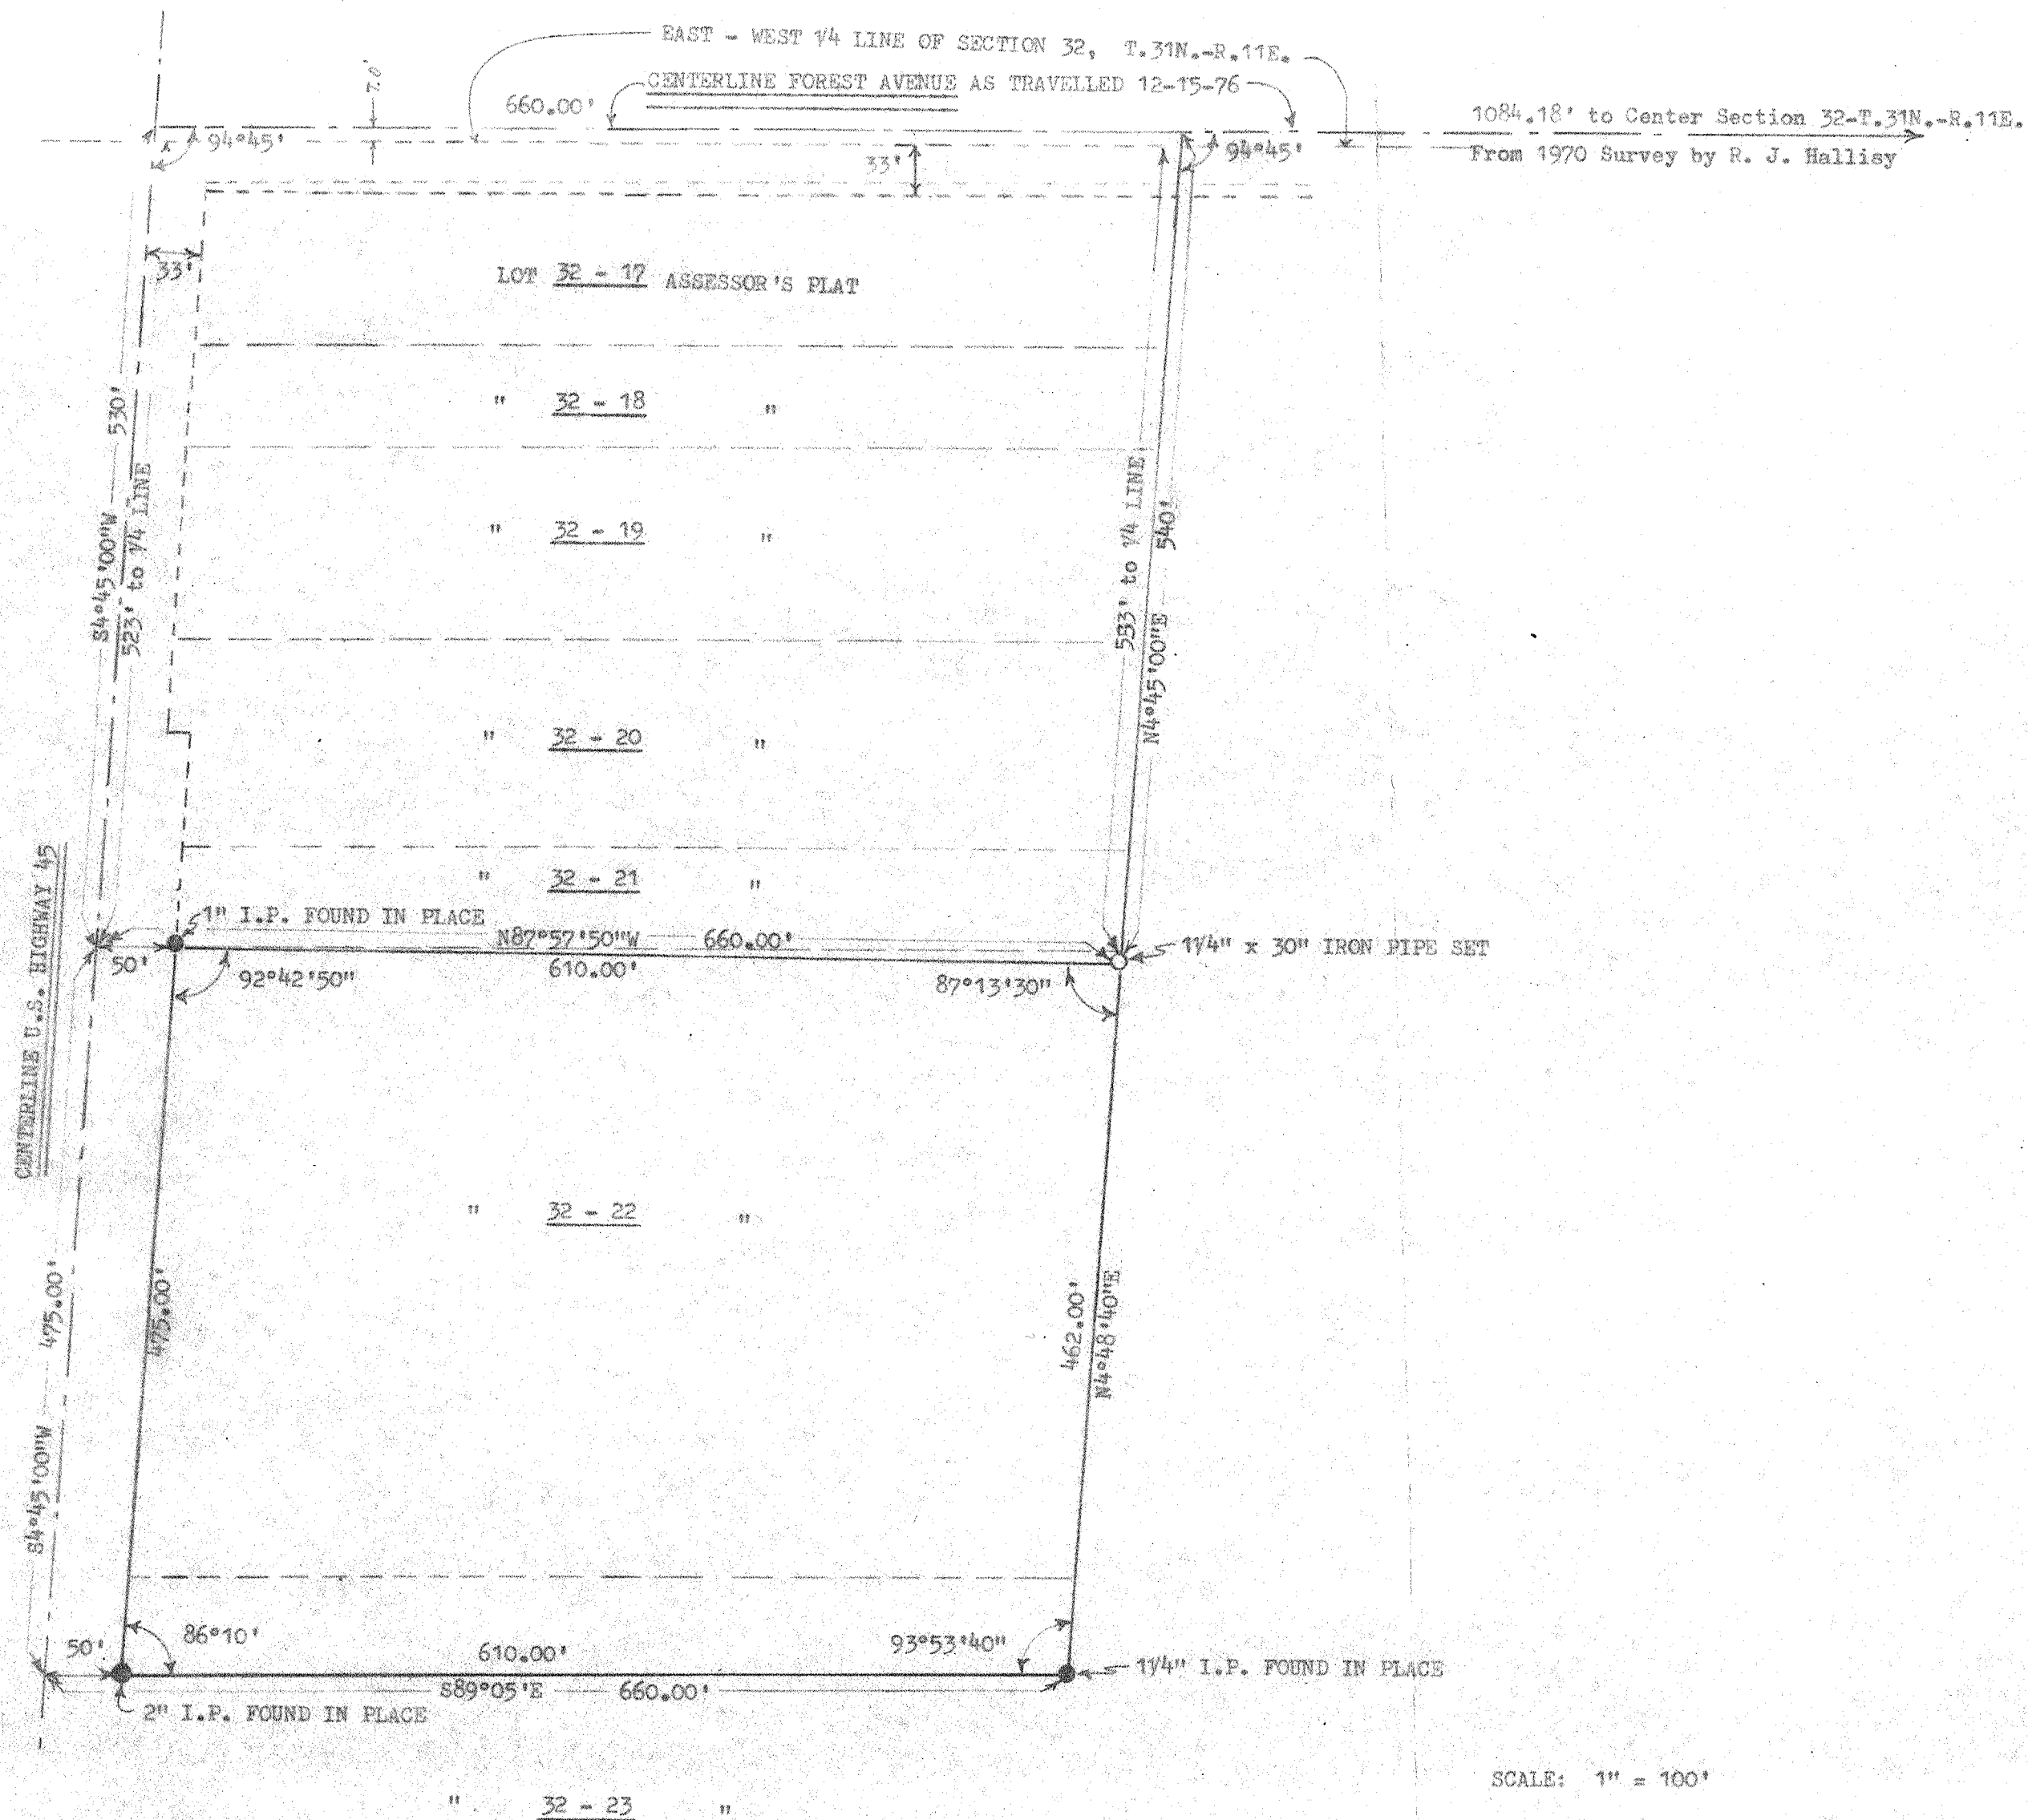 EAST - WEST 1/4 LINE OF SECTION 32, T.31N.-R.11E.
7.0'
CENTERLINE FOREST AVENUE AS TRAVELLED 12-15-76
660.00'
1084.18' to Center Section 32-T.31N.-R.11E.
From 1970 Survey by R. J. Hallisy
94°45'
94°45'
33'
33'
LOT 32 - 17 ASSESSOR'S PLAT
" 32 - 18 "
" 32 - 19 "
" 32 - 20 "
" 32 - 21 "
S4°45'00"W 530'
523' to 1/4 LINE
533' to 1/4 LINE
N4°45'00"E 540'
CENTERLINE U.S. HIGHWAY 45
1" I.P. FOUND IN PLACE
N87°57'50"W 660.00'
1 1/4" x 30" IRON PIPE SET
50'
610.00'
92°42'50"
87°13'30"
" 32 - 22 "
S4°45'00"W 475.00'
475.00'
462.00'
N4°48'40"E
50'
86°10'
610.00'
93°53'40"
1 1/4" I.P. FOUND IN PLACE
S89°05'E 660.00'
2" I.P. FOUND IN PLACE
SCALE: 1" = 100'
" 32 - 23 "